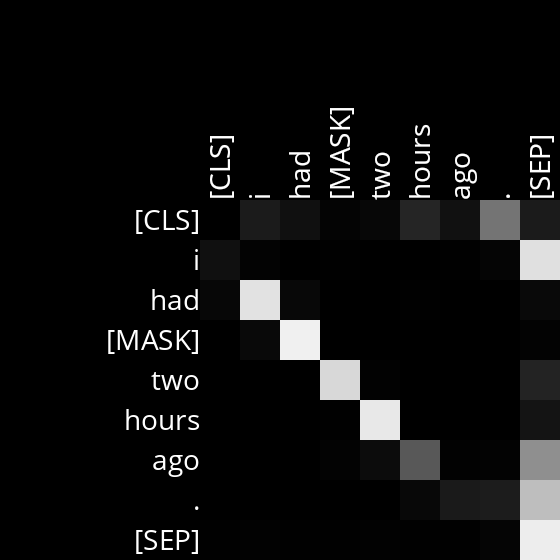 [CLS] i had [MASK] two hours ago . [SEP]
[CLS]
i
had
[MASK]
two
hours
ago
.
[SEP]